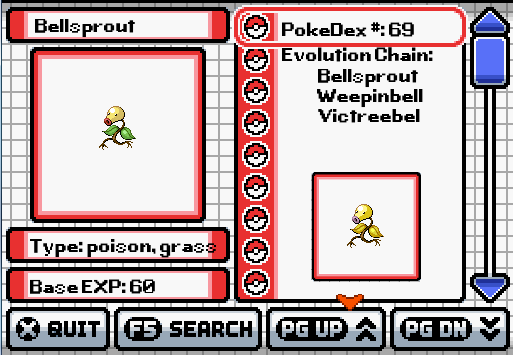 Bellsprout
PokeDex #: 69
Evolution Chain:
Bellsprout
Weepinbell
Victreebel
Type: poison, grass
Base EXP: 60
X QUIT
F5 SEARCH
PG UP
PG DN